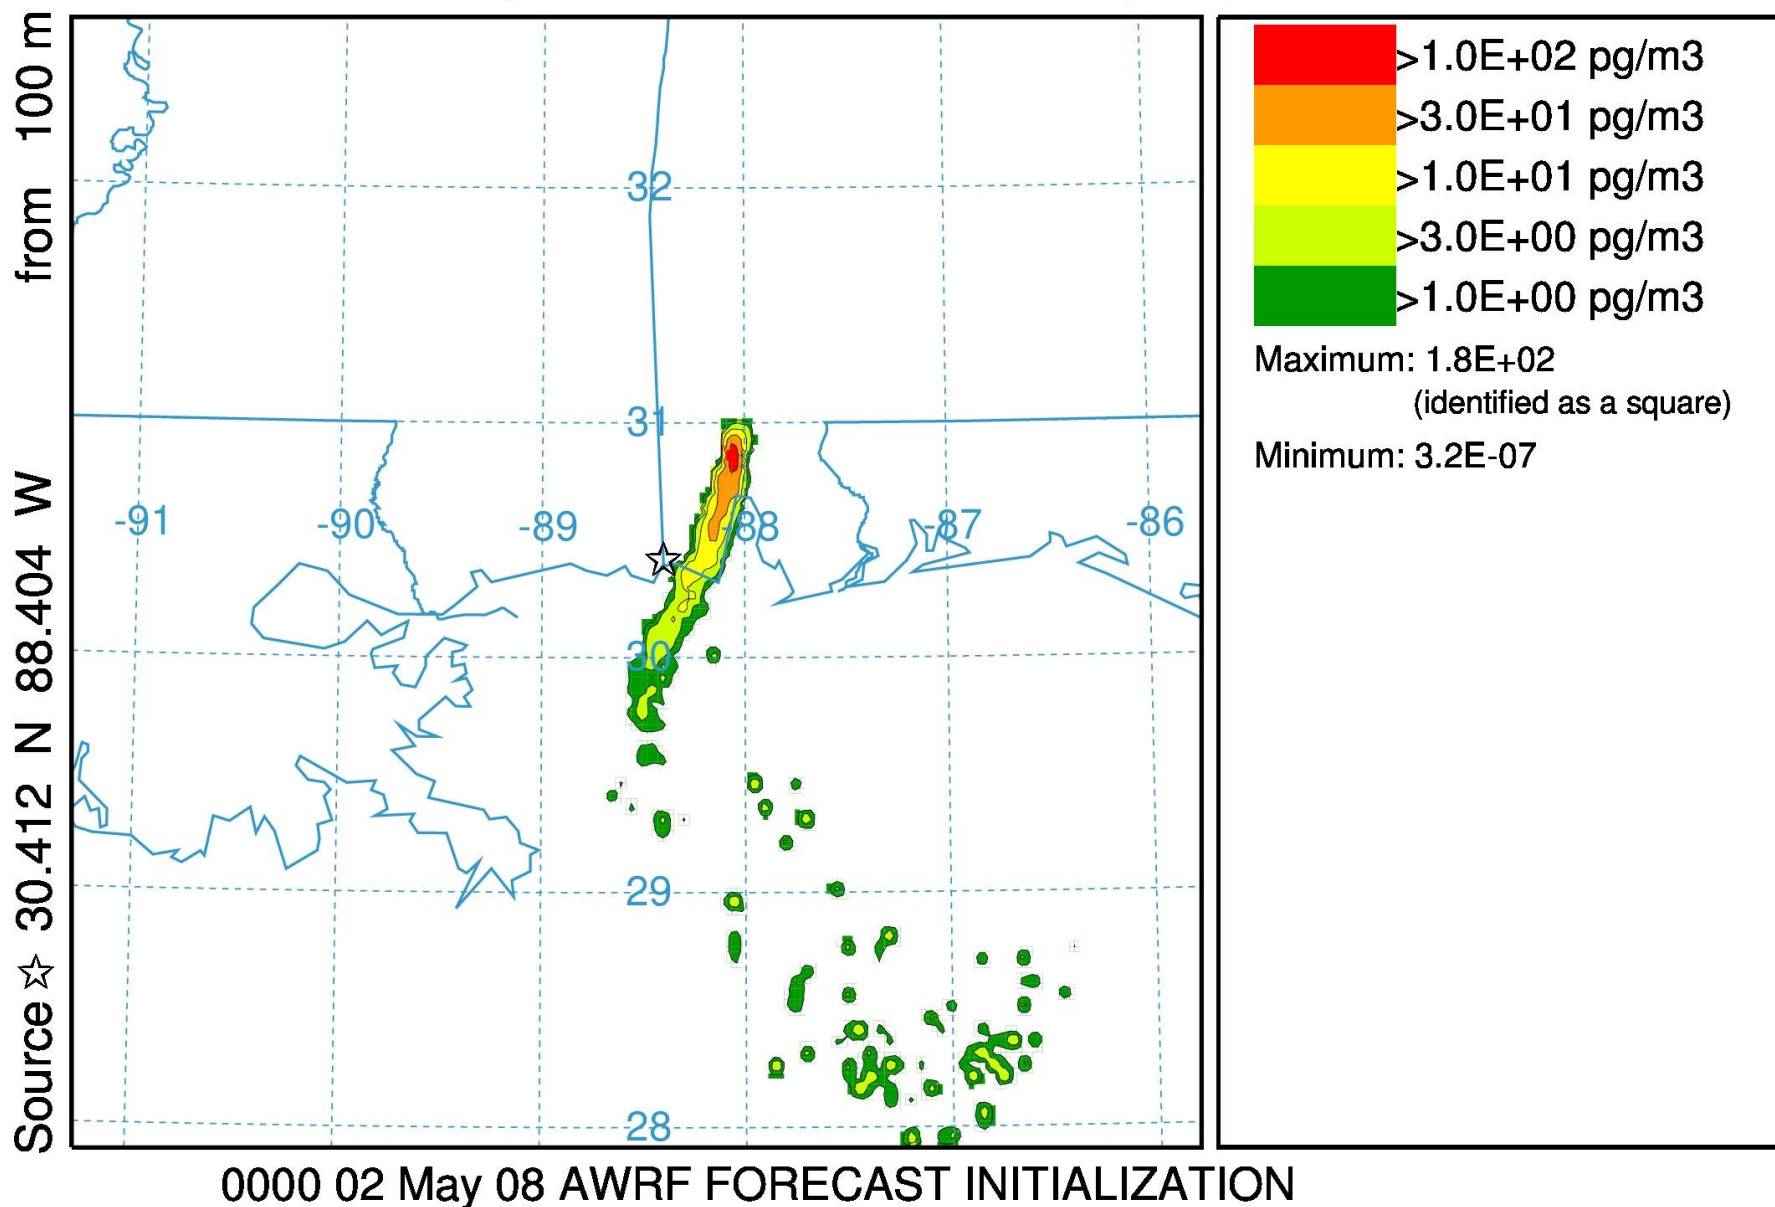 Source ☆ 30.412 N 88.404 W from 100 m
32
31
-91 -90 -89 -88 -87 -86
30
29
28
>1.0E+02 pg/m3
>3.0E+01 pg/m3
>1.0E+01 pg/m3
>3.0E+00 pg/m3
>1.0E+00 pg/m3
Maximum: 1.8E+02
(identified as a square)
Minimum: 3.2E-07
0000 02 May 08 AWRF FORECAST INITIALIZATION